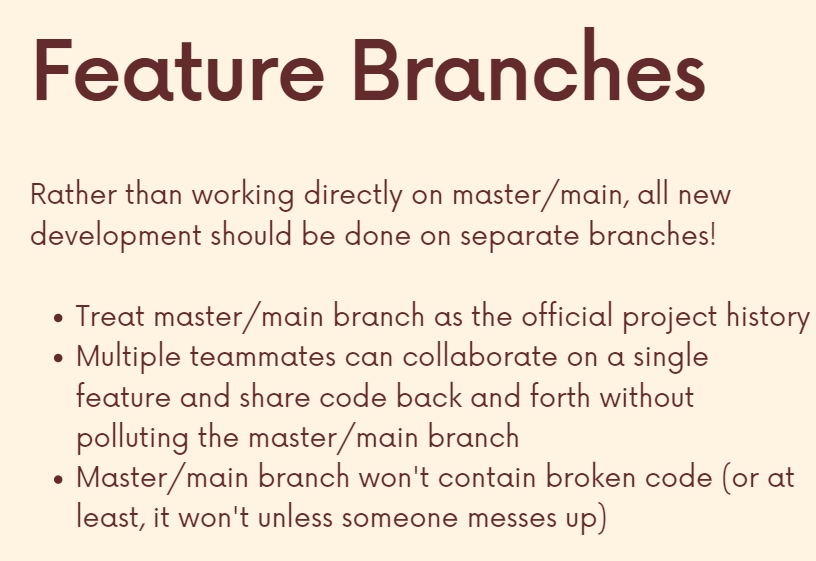 Feature Branches
Rather than working directly on master/main, all new
development should be done on separate branches!
• Treat master/main branch as the official project history
• Multiple teammates can collaborate on a single
feature and share code back and forth without
polluting the master/main branch
• Master/main branch won't contain broken code (or at
least, it won't unless someone messes up)